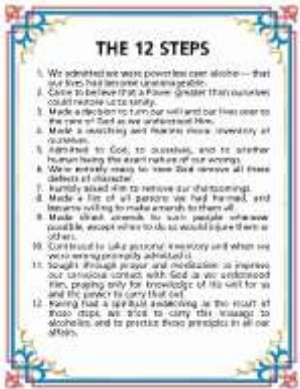 THE 12 STEPS
1. We admitted we were powerless over alcohol — that
our lives had become unmanageable.
2. Came to believe that a Power greater than ourselves
could restore us to sanity.
3. Made a decision to turn our will and our lives over to
the care of God as we understood Him.
4. Made a searching and fearless moral inventory of
ourselves.
5. Admitted to God, to ourselves, and to another
human being the exact nature of our wrongs.
6. Were entirely ready to have God remove all these
defects of character.
7. Humbly asked Him to remove our shortcomings.
8. Made a list of all persons we had harmed, and
became willing to make amends to them all.
9. Made direct amends to such people wherever
possible, except when to do so would injure them or
others.
10. Continued to take personal inventory and when we
were wrong promptly admitted it.
11. Sought through prayer and meditation to improve
our conscious contact with God as we understood
Him, praying only for knowledge of His will for us
and the power to carry that out.
12. Having had a spiritual awakening as the result of
these steps, we tried to carry this message to
alcoholics, and to practice these principles in all our
affairs.